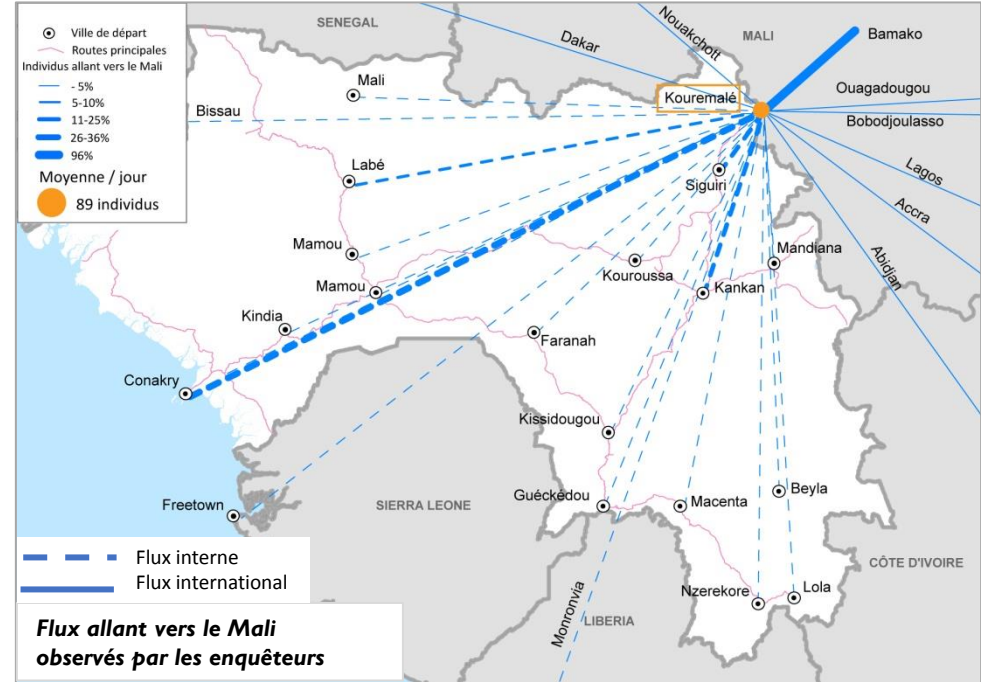 Ville de départ
Routes principales
Individus allant vers le Mali
- 5%
5-10%
11-25%
26-36%
96%
Moyenne / jour
89 individus
SENEGAL
MALI
Nouakchott
Dakar
Bamako
Mali
Kouremalé
Ouagadougou
Bissau
Bobodjoulasso
Labé
Siguiri
Lagos
Accra
Mamou
Mandiana
Kouroussa
Abidjan
Mamou
Kankan
Kindia
Faranah
Conakry
Kissidougou
Beyla
Freetown
SIERRA LEONE
Guéckédou
Macenta
CÔTE D'IVOIRE
Flux interne
Flux international
Nzerekore
Lola
Monronvia
LIBERIA
Flux allant vers le Mali
observés par les enquêteurs